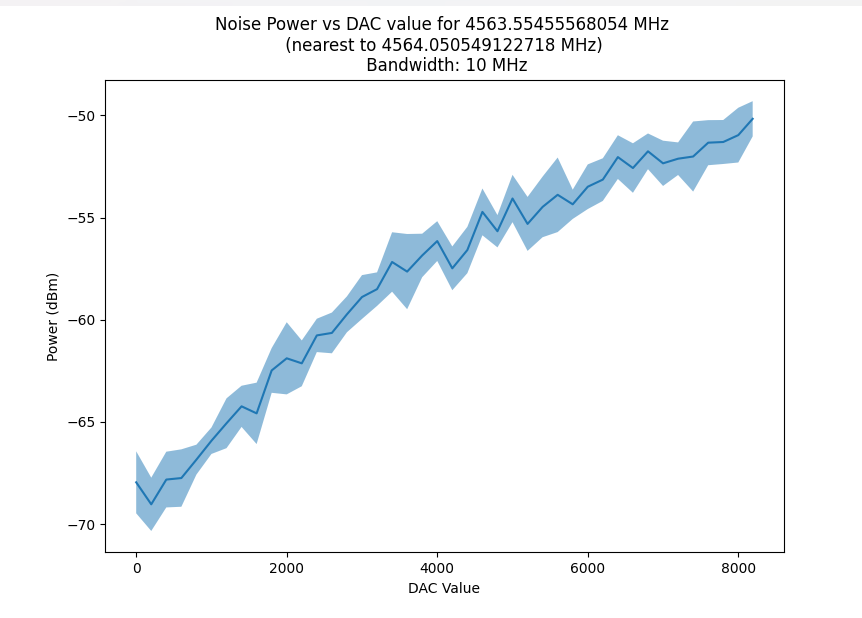 Noise Power vs DAC value for 4563.55455568054 MHz
(nearest to 4564.050549122718 MHz)
Bandwidth: 10 MHz
−50
−55
−60
−65
−70
Power (dBm)
0
2000
4000
6000
8000
DAC Value